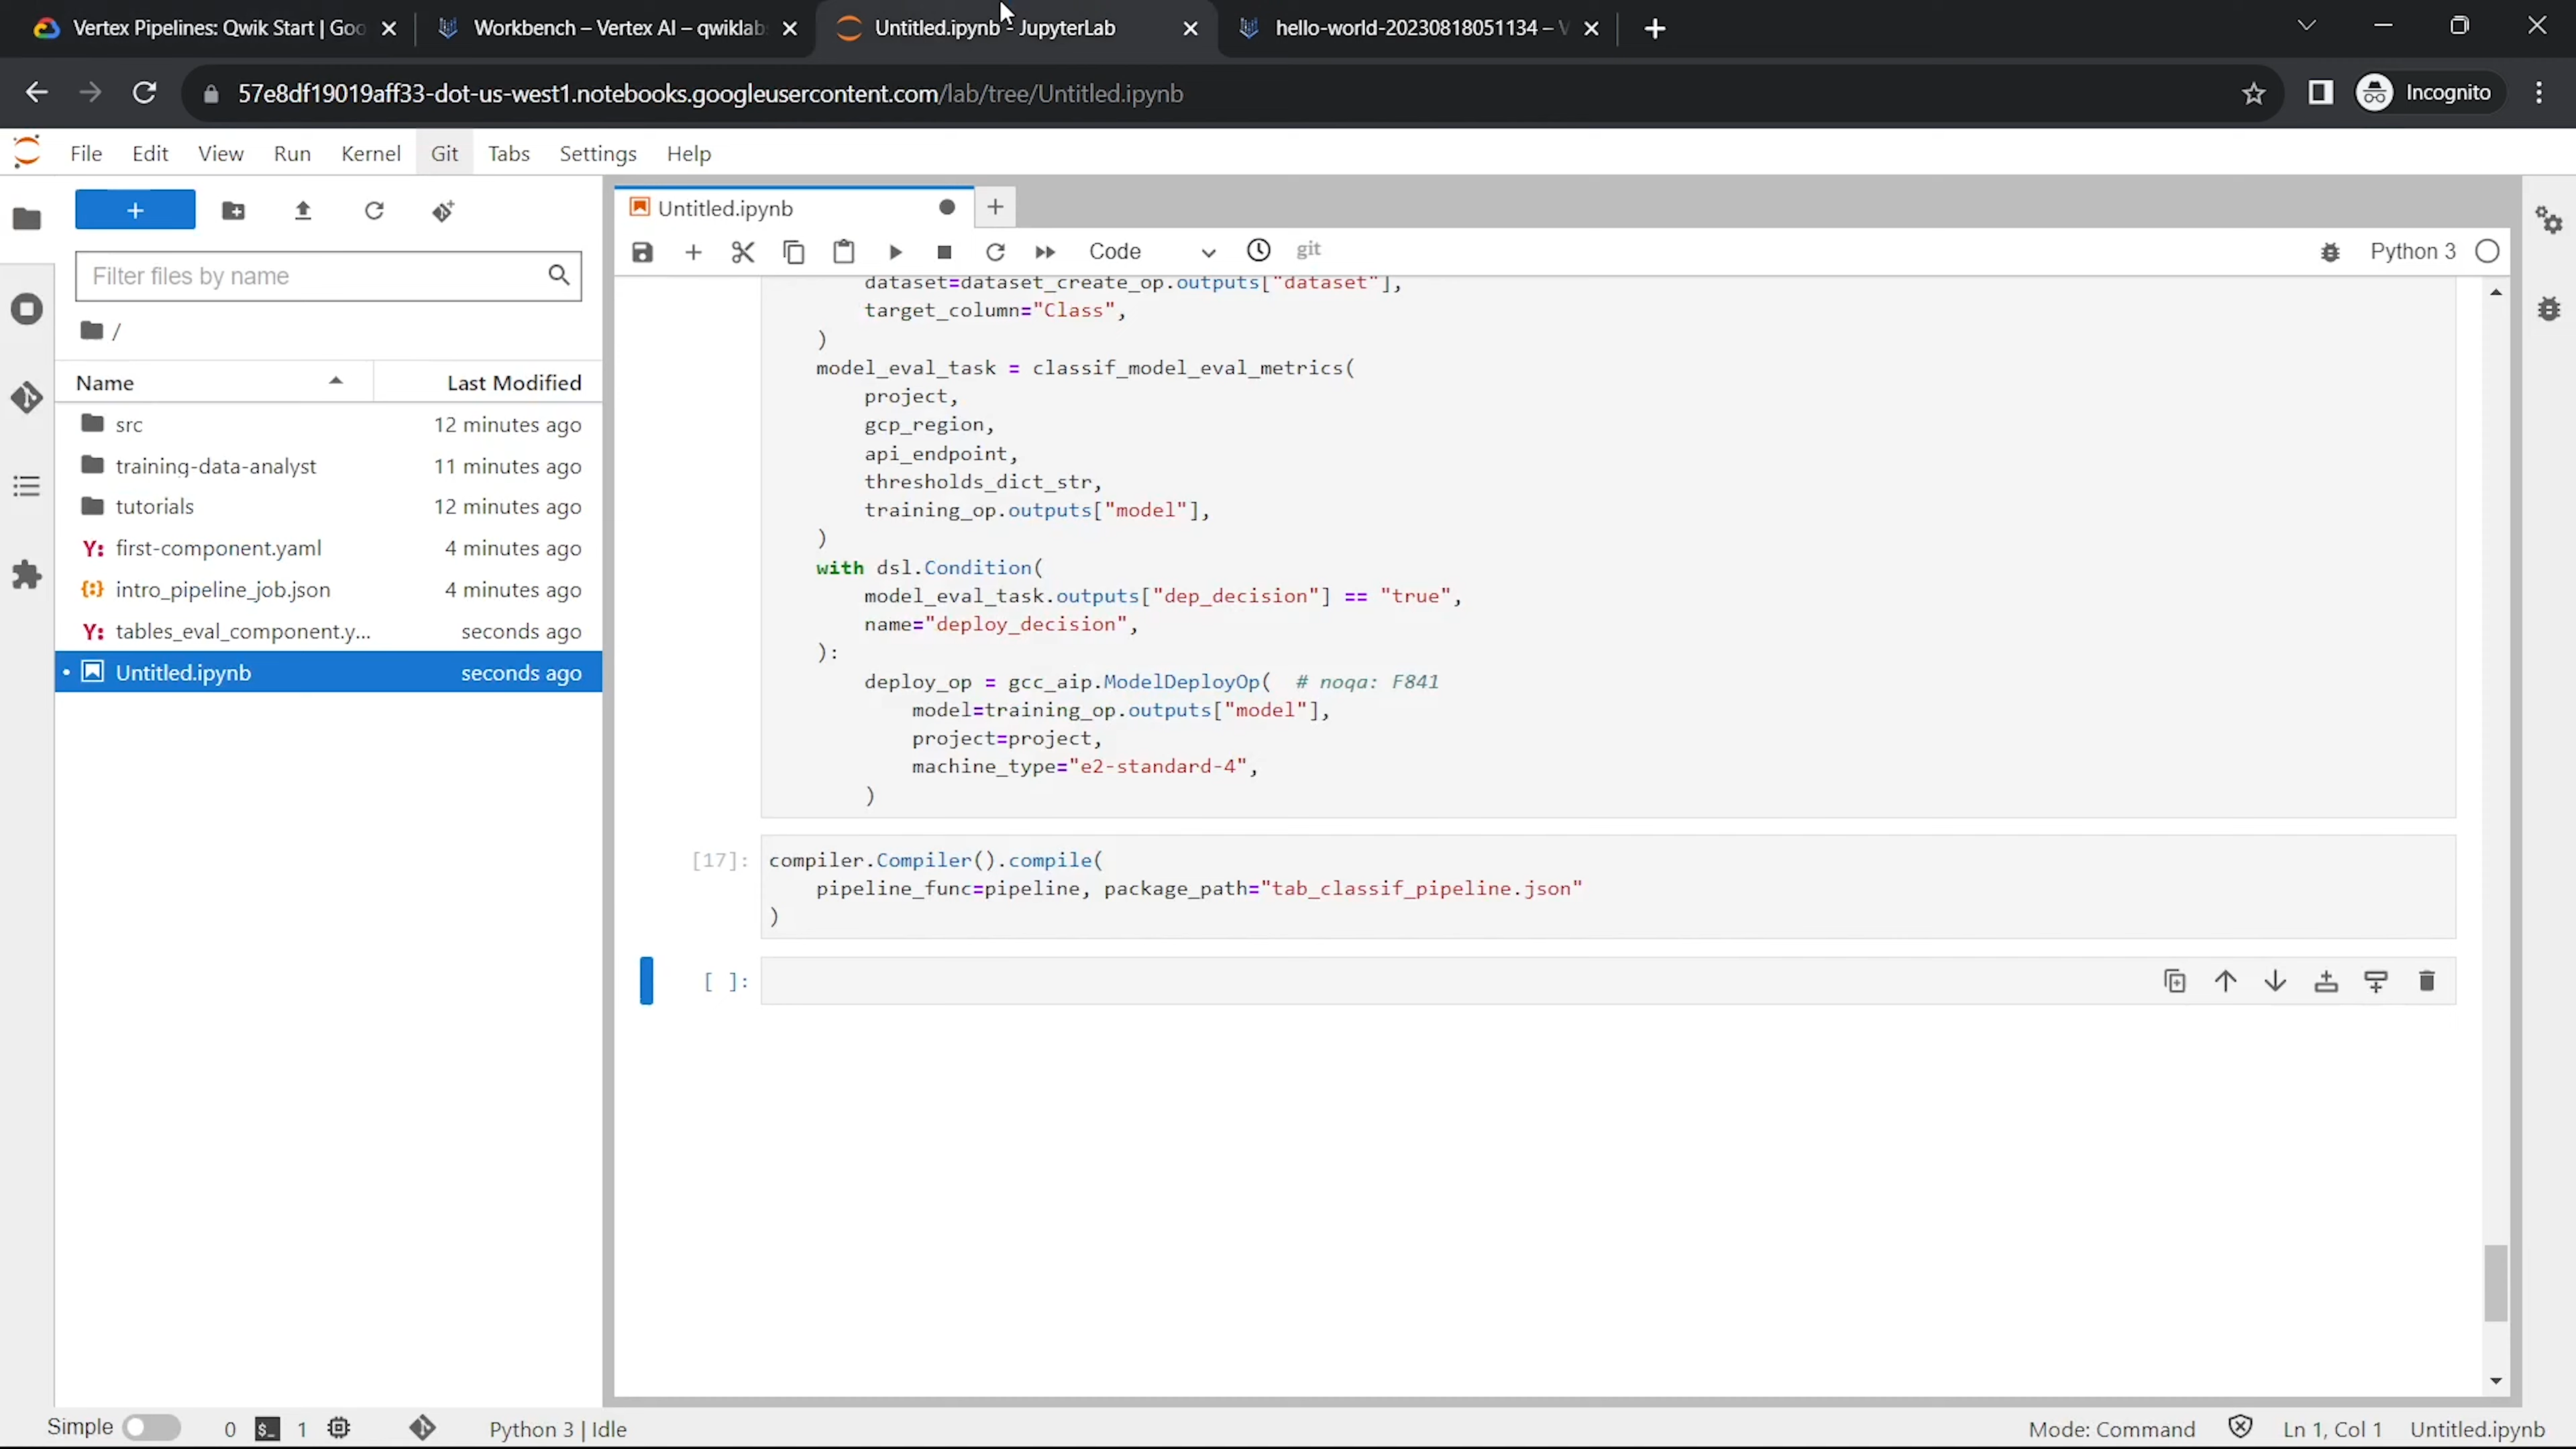 Vertex Pipelines: Qwik Start | Goo
Workbench – Vertex AI – qwiklab
Untitled.ipynb - JupyterLab
hello-world-20230818051134 – V
57e8df19019aff33-dot-us-west1.notebooks.googleusercontent.com/lab/tree/Untitled.ipynb
Incognito
File Edit View Run Kernel Git Tabs Settings Help
Filter files by name
/
Name Last Modified
src 12 minutes ago
training-data-analyst 11 minutes ago
tutorials 12 minutes ago
Y: first-component.yaml 4 minutes ago
{:} intro_pipeline_job.json 4 minutes ago
Y: tables_eval_component.y... seconds ago
• Untitled.ipynb seconds ago
Untitled.ipynb
Code git Python 3
dataset=dataset_create_op.outputs["dataset"],
target_column="Class",
)
model_eval_task = classif_model_eval_metrics(
project,
gcp_region,
api_endpoint,
thresholds_dict_str,
training_op.outputs["model"],
)
with dsl.Condition(
model_eval_task.outputs["dep_decision"] == "true",
name="deploy_decision",
):
deploy_op = gcc_aip.ModelDeployOp(  # noqa: F841
model=training_op.outputs["model"],
project=project,
machine_type="e2-standard-4",
)
[17]: compiler.Compiler().compile(
pipeline_func=pipeline, package_path="tab_classif_pipeline.json"
)
[ ]:
Simple 0 $_ 1 Python 3 | Idle Mode: Command Ln 1, Col 1 Untitled.ipynb